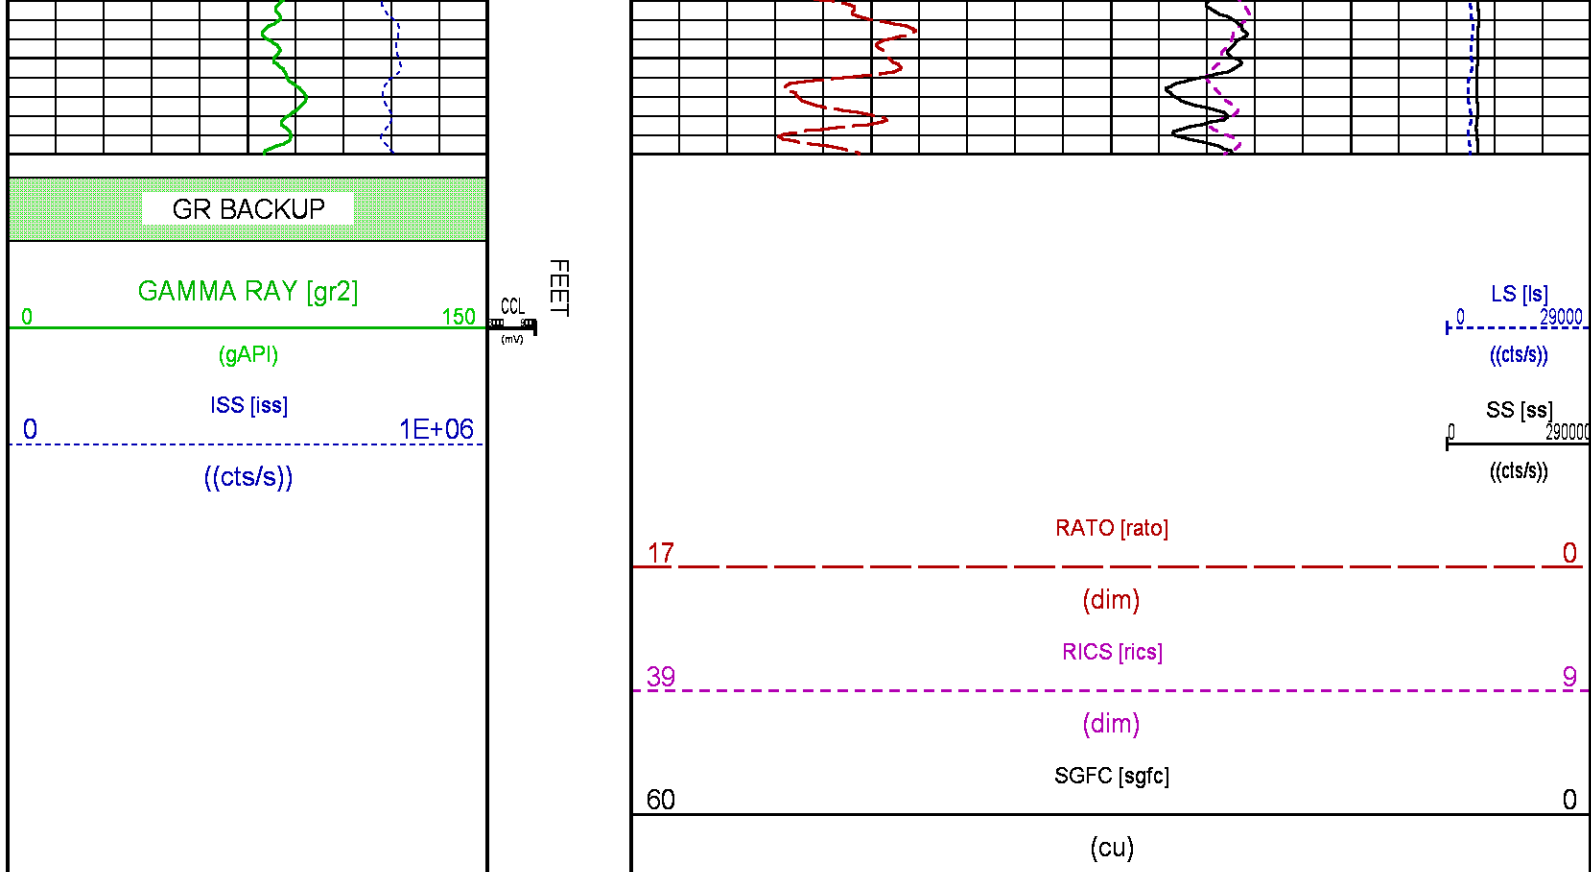 GR BACKUP
GAMMA RAY [gr2]
0 150
(gAPI)
ISS [iss]
0 1E+06
((cts/s))
CCL
(mV)
FEET
LS [ls]
0 29000
((cts/s))
SS [ss]
0 290000
((cts/s))
RATO [rato]
17 0
(dim)
RICS [rics]
39 9
(dim)
SGFC [sgfc]
60 0
(cu)